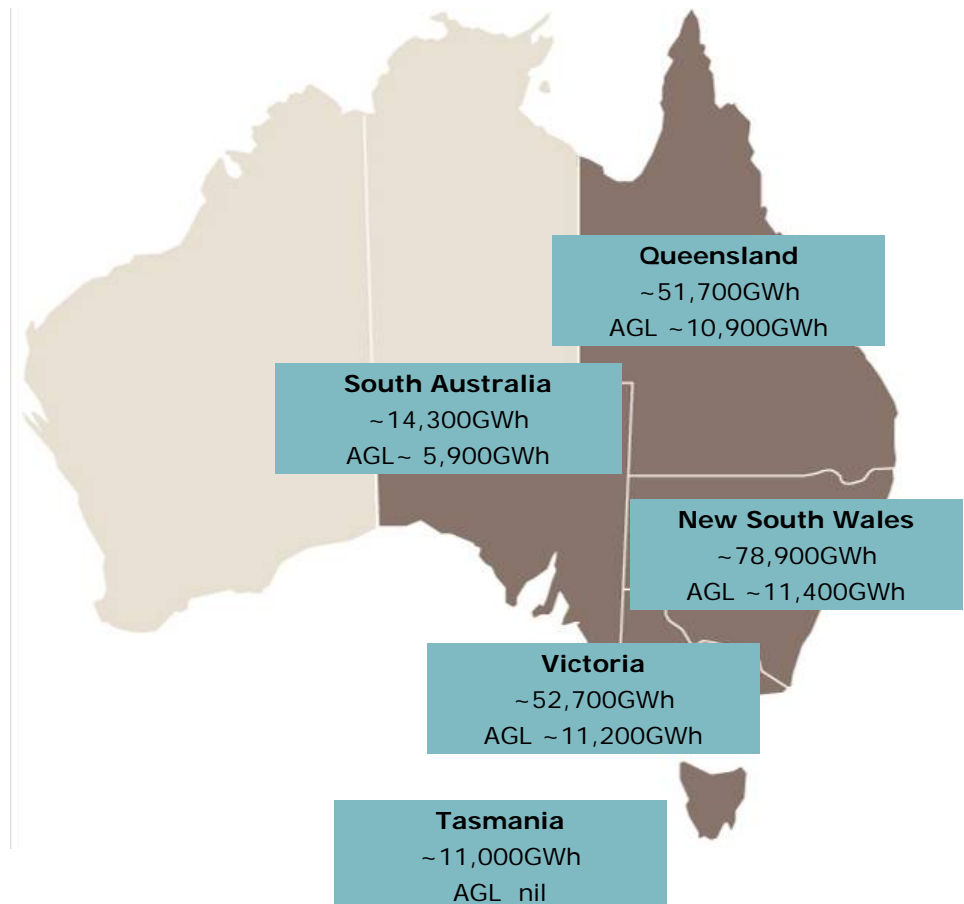 Queensland
~51,700GWh
AGL ~10,900GWh
South Australia
~14,300GWh
AGL~ 5,900GWh
New South Wales
~78,900GWh
AGL ~11,400GWh
Victoria
~52,700GWh
AGL ~11,200GWh
Tasmania
~11,000GWh
AGL nil